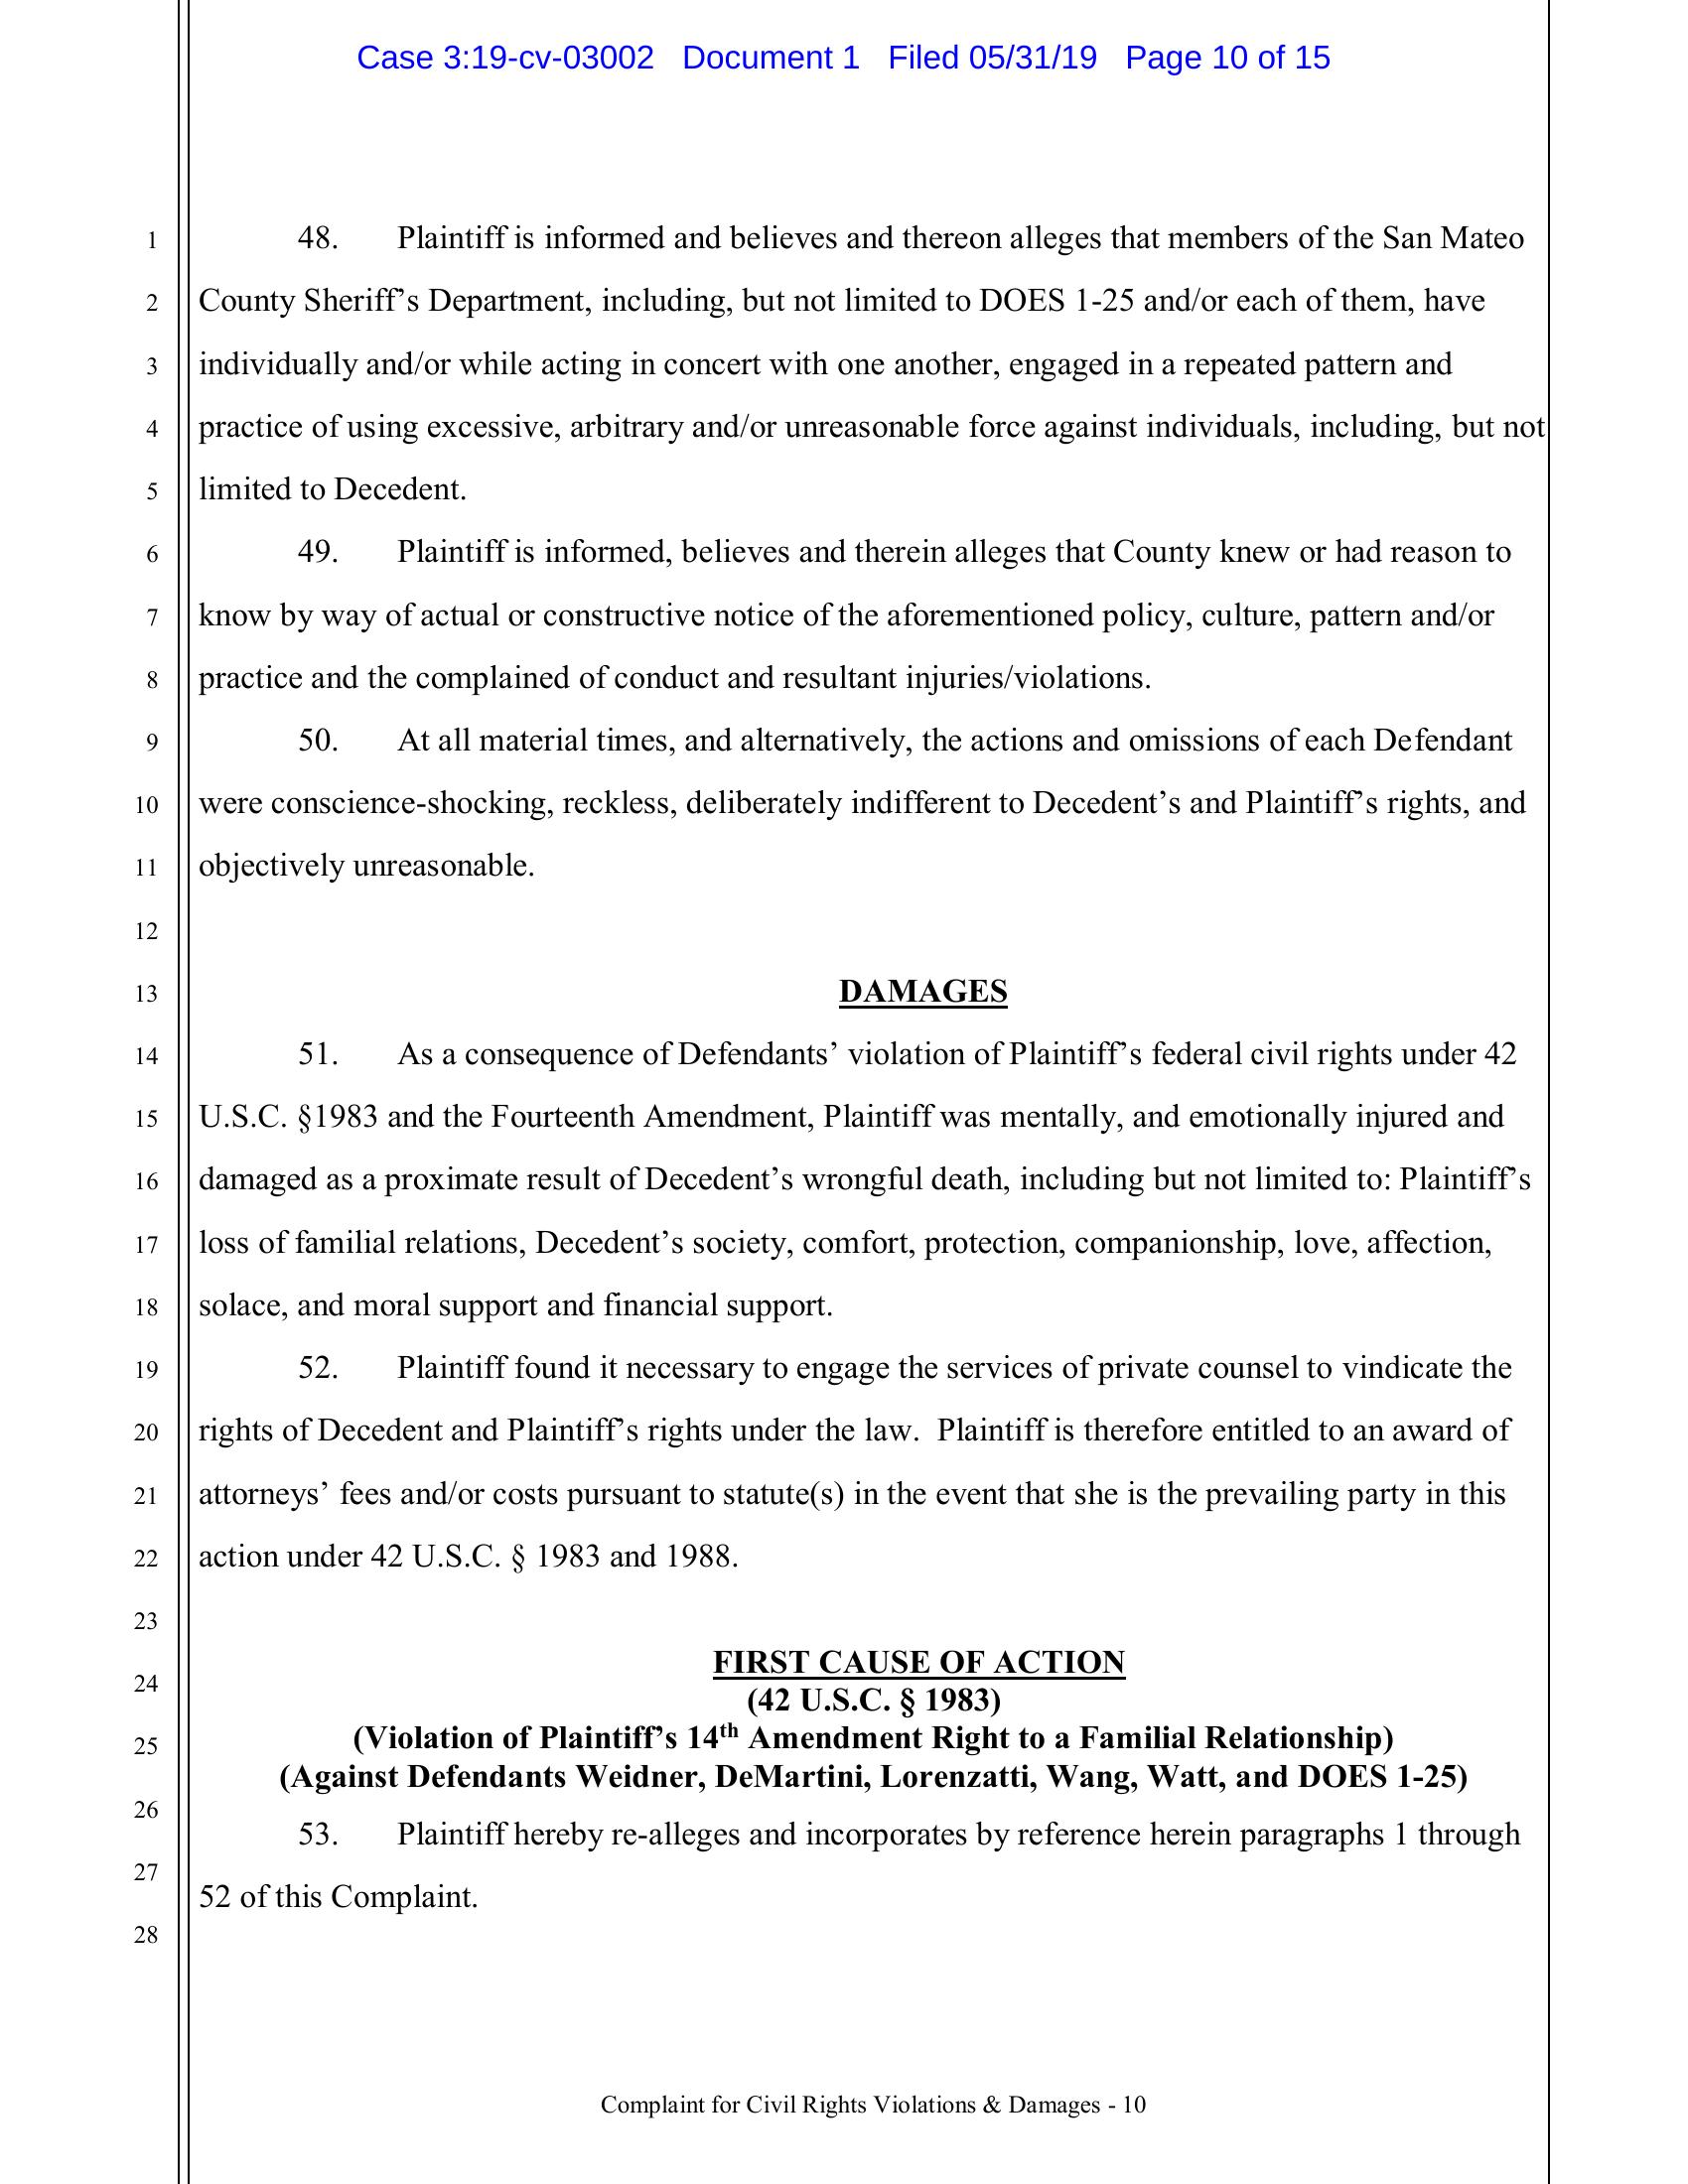 Case 3:19-cv-03002 Document 1 Filed 05/31/19 Page 10 of 15
1 48. Plaintiff is informed and believes and thereon alleges that members of the San Mateo
2 County Sheriff’s Department, including, but not limited to DOES 1-25 and/or each of them, have
3 individually and/or while acting in concert with one another, engaged in a repeated pattern and
4 practice of using excessive, arbitrary and/or unreasonable force against individuals, including, but not
5 limited to Decedent.
6 49. Plaintiff is informed, believes and therein alleges that County knew or had reason to
7 know by way of actual or constructive notice of the aforementioned policy, culture, pattern and/or
8 practice and the complained of conduct and resultant injuries/violations.
9 50. At all material times, and alternatively, the actions and omissions of each Defendant
10 were conscience-shocking, reckless, deliberately indifferent to Decedent’s and Plaintiff’s rights, and
11 objectively unreasonable.
12
13 DAMAGES
14 51. As a consequence of Defendants’ violation of Plaintiff’s federal civil rights under 42
15 U.S.C. §1983 and the Fourteenth Amendment, Plaintiff was mentally, and emotionally injured and
16 damaged as a proximate result of Decedent’s wrongful death, including but not limited to: Plaintiff’s
17 loss of familial relations, Decedent’s society, comfort, protection, companionship, love, affection,
18 solace, and moral support and financial support.
19 52. Plaintiff found it necessary to engage the services of private counsel to vindicate the
20 rights of Decedent and Plaintiff’s rights under the law. Plaintiff is therefore entitled to an award of
21 attorneys’ fees and/or costs pursuant to statute(s) in the event that she is the prevailing party in this
22 action under 42 U.S.C. § 1983 and 1988.
23
FIRST CAUSE OF ACTION
24
(42 U.S.C. § 1983)
(Violation of Plaintiff’s 14th Amendment Right to a Familial Relationship)
25
(Against Defendants Weidner, DeMartini, Lorenzatti, Wang, Watt, and DOES 1-25)
26
53. Plaintiff hereby re-alleges and incorporates by reference herein paragraphs 1 through
27
52 of this Complaint.
28
Complaint for Civil Rights Violations & Damages - 10